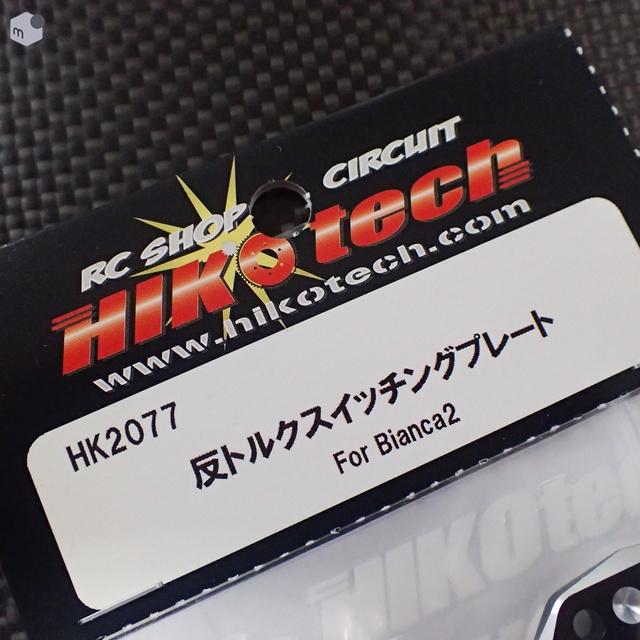 RC SHOP CIRCUIT
HIKOtech
www.hikotech.com
HK2077
反トルクスイッチングプレート
For Bianca2
HIKOtech
m